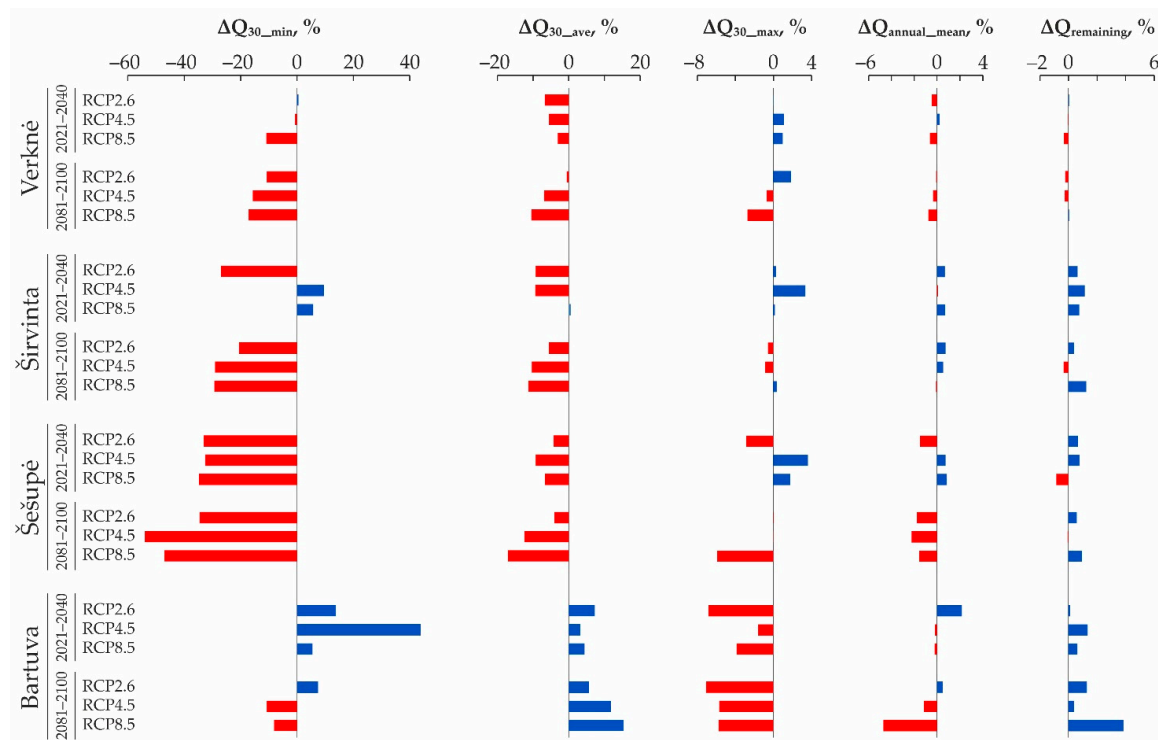 ΔQ30_min, % ΔQ30_ave, % ΔQ30_max, % ΔQannual_mean, % ΔQremaining, %
−60 −40 −20 0 20 40 −20 0 20 −8 0 4 −6 0 4 −2 0 6
Verknė
2021–2040
RCP2.6
RCP4.5
RCP8.5
2081–2100
RCP2.6
RCP4.5
RCP8.5
Širvinta
2021–2040
RCP2.6
RCP4.5
RCP8.5
2081–2100
RCP2.6
RCP4.5
RCP8.5
Šešupė
2021–2040
RCP2.6
RCP4.5
RCP8.5
2081–2100
RCP2.6
RCP4.5
RCP8.5
Bartuva
2021–2040
RCP2.6
RCP4.5
RCP8.5
2081–2100
RCP2.6
RCP4.5
RCP8.5